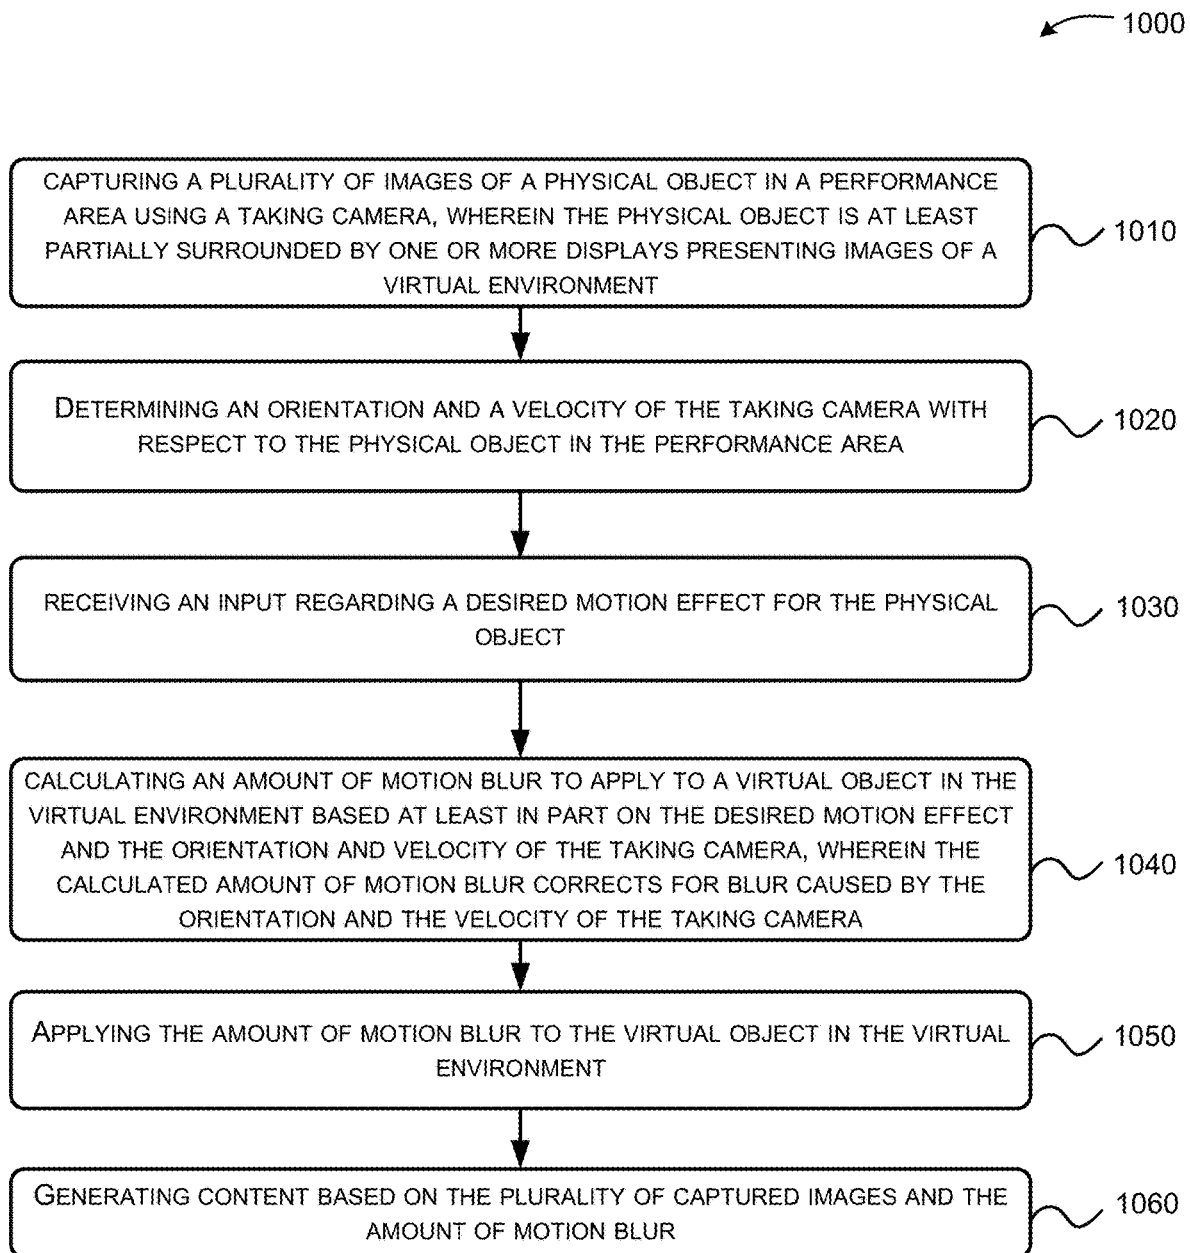 1000
CAPTURING A PLURALITY OF IMAGES OF A PHYSICAL OBJECT IN A PERFORMANCE
AREA USING A TAKING CAMERA, WHEREIN THE PHYSICAL OBJECT IS AT LEAST
PARTIALLY SURROUNDED BY ONE OR MORE DISPLAYS PRESENTING IMAGES OF A
VIRTUAL ENVIRONMENT
1010
DETERMINING AN ORIENTATION AND A VELOCITY OF THE TAKING CAMERA WITH
RESPECT TO THE PHYSICAL OBJECT IN THE PERFORMANCE AREA
1020
RECEIVING AN INPUT REGARDING A DESIRED MOTION EFFECT FOR THE PHYSICAL
OBJECT
1030
CALCULATING AN AMOUNT OF MOTION BLUR TO APPLY TO A VIRTUAL OBJECT IN THE
VIRTUAL ENVIRONMENT BASED AT LEAST IN PART ON THE DESIRED MOTION EFFECT
AND THE ORIENTATION AND VELOCITY OF THE TAKING CAMERA, WHEREIN THE
CALCULATED AMOUNT OF MOTION BLUR CORRECTS FOR BLUR CAUSED BY THE
ORIENTATION AND THE VELOCITY OF THE TAKING CAMERA
1040
APPLYING THE AMOUNT OF MOTION BLUR TO THE VIRTUAL OBJECT IN THE VIRTUAL
ENVIRONMENT
1050
GENERATING CONTENT BASED ON THE PLURALITY OF CAPTURED IMAGES AND THE
AMOUNT OF MOTION BLUR
1060